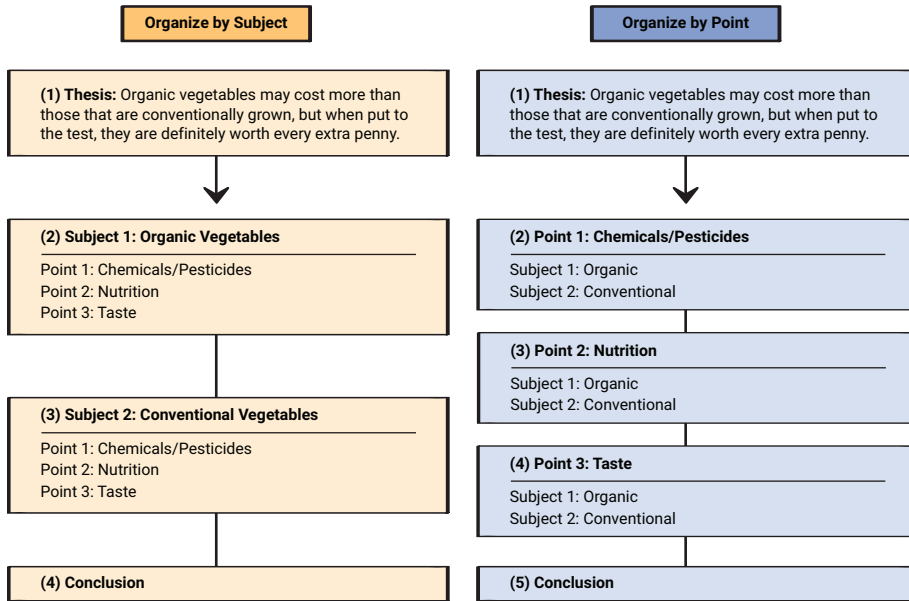 Organize by Subject
(1) Thesis: Organic vegetables may cost more than
those that are conventionally grown, but when put to
the test, they are definitely worth every extra penny.
(2) Subject 1: Organic Vegetables
Point 1: Chemicals/Pesticides
Point 2: Nutrition
Point 3: Taste
(3) Subject 2: Conventional Vegetables
Point 1: Chemicals/Pesticides
Point 2: Nutrition
Point 3: Taste
(4) Conclusion
Organize by Point
(1) Thesis: Organic vegetables may cost more than
those that are conventionally grown, but when put to
the test, they are definitely worth every extra penny.
(2) Point 1: Chemicals/Pesticides
Subject 1: Organic
Subject 2: Conventional
(3) Point 2: Nutrition
Subject 1: Organic
Subject 2: Conventional
(4) Point 3: Taste
Subject 1: Organic
Subject 2: Conventional
(5) Conclusion